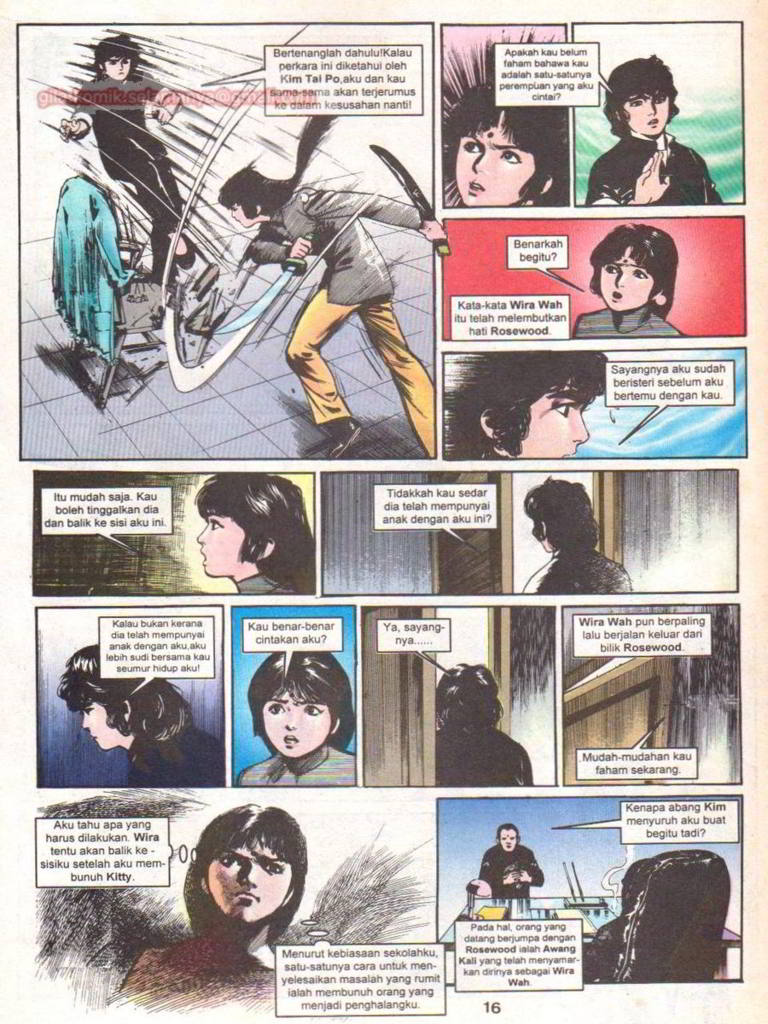 Bertenanglah dahulu!Kalau
perkara ini diketahui oleh
Kim Tai Po,aku dan kau
sama-sama akan terjerumus
ke dalam kesusahan nanti!
Apakah kau belum
faham bahawa kau
adalah satu-satunya
perempuan yang aku
cintai?
Benarkah
begitu?
Kata-kata Wira Wah
itu telah melembutkan
hati Rosewood.
Sayangnya aku sudah
beristeri sebelum aku
bertemu dengan kau.
Itu mudah saja. Kau
boleh tinggalkan dia
dan balik ke sisi aku ini.
Tidakkah kau sedar
dia telah mempunyai
anak dengan aku ini?
Kalau bukan kerana
dia telah mempunyai
anak dengan aku,aku
lebih sudi bersama kau
seumur hidup aku!
Kau benar-benar
cintakan aku?
Ya, sayang-
nya......
Wira Wah pun berpaling
lalu berjalan keluar dari
bilik Rosewood.
Mudah-mudahan kau
faham sekarang.
Aku tahu apa yang
harus dilakukan. Wira
tentu akan balik ke -
sisiku setelah aku mem-
bunuh Kitty.
Menurut kebiasaan sekolahku,
satu-satunya cara untuk men-
yelesaikan masalah yang rumit
ialah membunuh orang yang
menjadi penghalangku.
Kenapa abang Kim
menyuruh aku buat
begitu tadi?
Pada hal, orang yang
datang berjumpa dengan
Rosewood ialah Awang
Kali yang telah menyamar-
kan dirinya sebagai Wira
Wah.
16